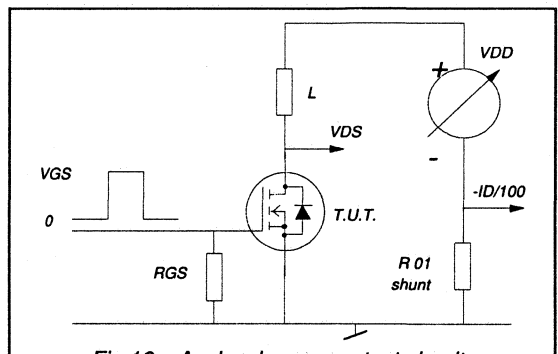 VDD
+
L
VDS
-
VGS
-ID/100
0
T.U.T.
RGS
R 01
shunt